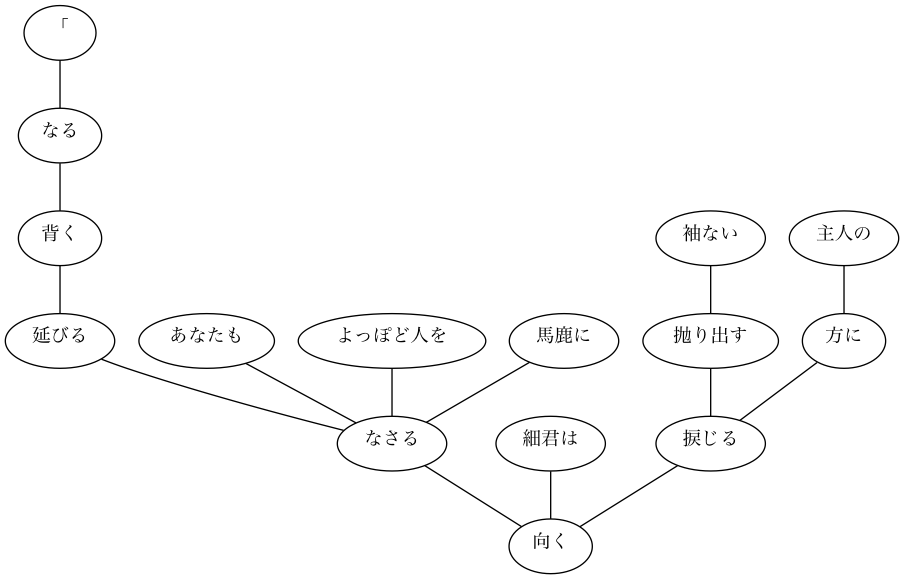 「
なる
背く
袖ない
主人の
延びる
あなたも
よっぽど人を
馬鹿に
抛り出す
方に
なさる
細君は
捩じる
向く